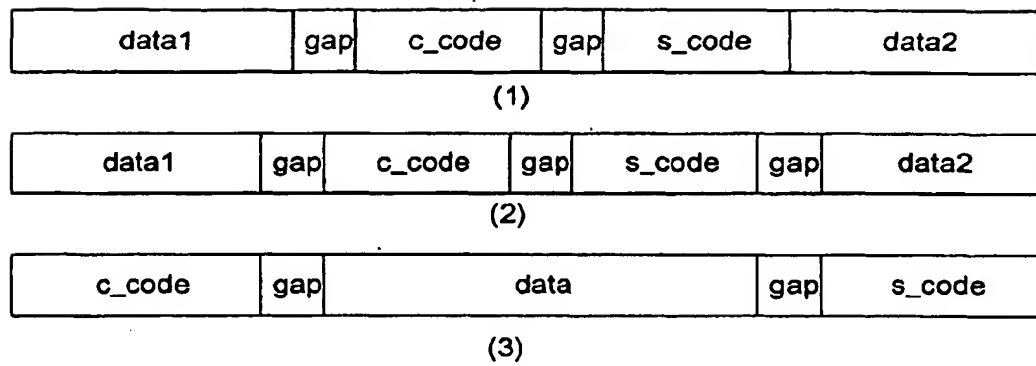 data1 gap c_code gap s_code data2
(1)
data1 gap c_code gap s_code gap data2
(2)
c_code gap data gap s_code
(3)